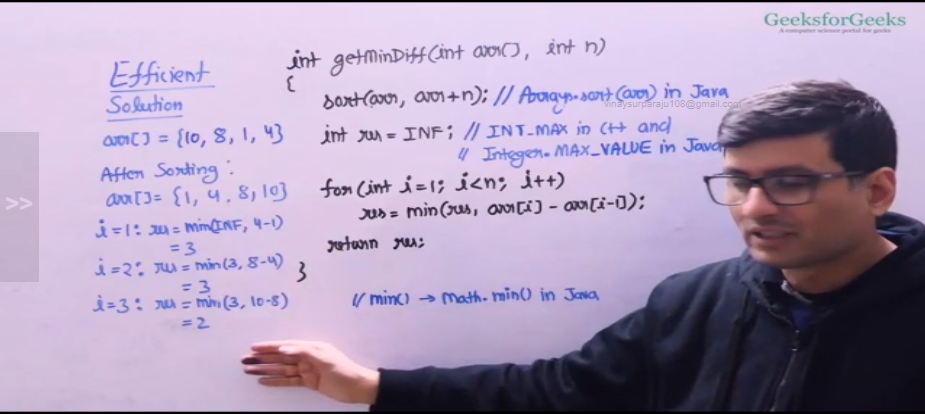 GeeksforGeeks
A computer science portal for geeks
Efficient
Solution
arr[] = {10, 8, 1, 4}
After Sorting :
arr[] = {1, 4, 8, 10}
i=1: res = min(INF, 4-1)
= 3
i=2: res = min(3, 8-4)
= 3
i=3: res = min(3, 10-8)
= 2
int getMinDiff(int arr[], int n)
{
sort(arr, arr+n); // Arrays.sort(arr) in Java
vinaysurparaju108@gmail.com
int res = INF; // INT_MAX in C++ and
// Integer.MAX_VALUE in Java
for(int i=1; i<n; i++)
res = min(res, arr[i] - arr[i-1]);
return res;
}
// min() → Math.min() in Java
>>